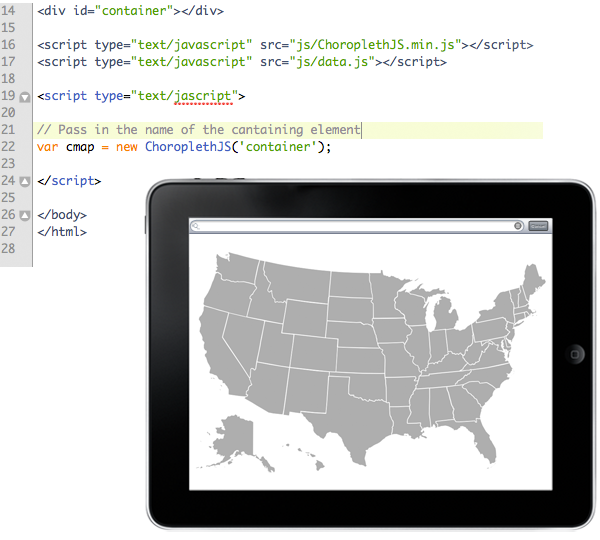 14 <div id="container"></div>
15
16 <script type="text/javascript" src="js/ChoroplethJS.min.js"></script>
17 <script type="text/javascript" src="js/data.js"></script>
18
19 <script type="text/jascript">
20
21 // Pass in the name of the cantaining element
22 var cmap = new ChoroplethJS('container');
23
24 </script>
25
26 </body>
27 </html>
28